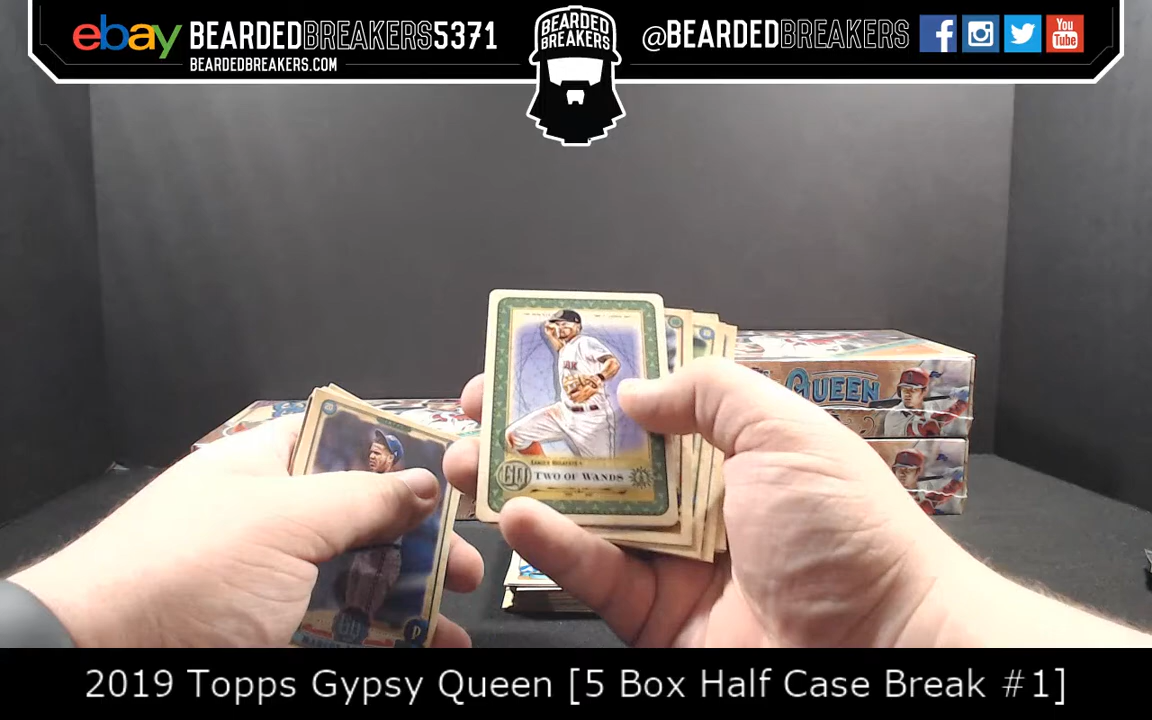 ebay BEARDEDBREAKERS5371
BEARDEDBREAKERS.COM
BEARDED
BREAKERS
@BEARDEDBREAKERS
You
Tube
QUEEN
TWO OF WANDS
GQ
P
2019 Topps Gypsy Queen [5 Box Half Case Break #1]